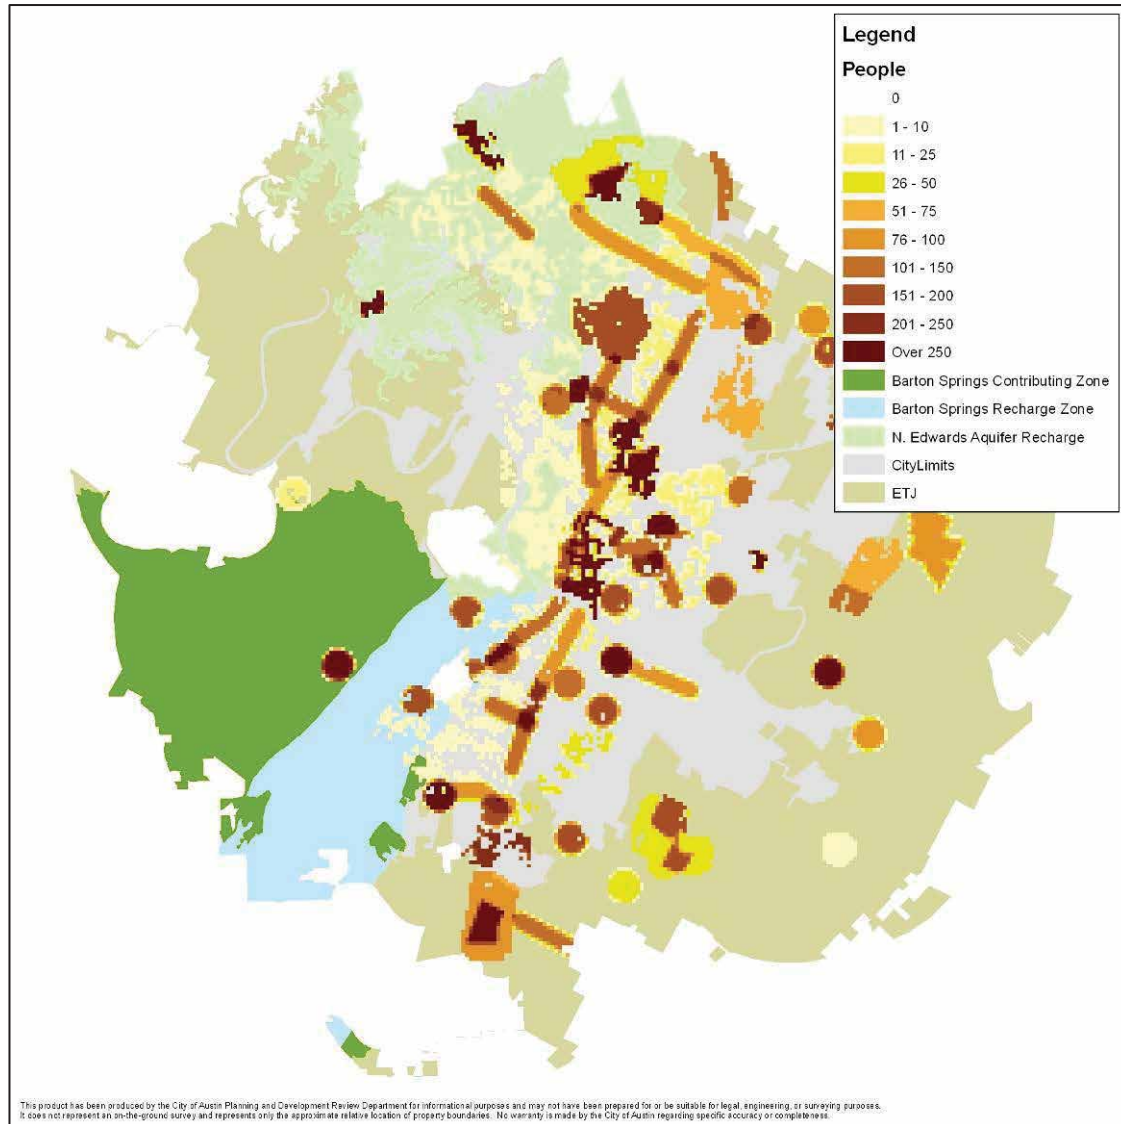 Legend
People
0
1 - 10
11 - 25
26 - 50
51 - 75
76 - 100
101 - 150
151 - 200
201 - 250
Over 250
Barton Springs Contributing Zone
Barton Springs Recharge Zone
N. Edwards Aquifer Recharge
CityLimits
ETJ
This product has been produced by the City of Austin Planning and Development Review Department for informational purposes and may not have been prepared for or be suitable for legal, engineering, or surveying purposes.
It does not represent an on-the-ground survey and represents only the approximate relative location of property boundaries. No warranty is made by the City of Austin regarding specific accuracy or completeness.